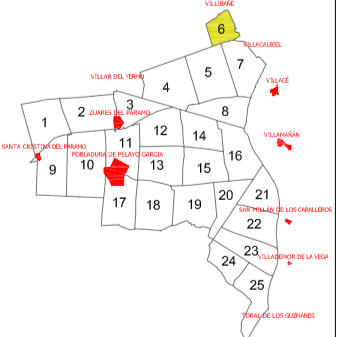 VILLIBAÑE
6
VILLACALBIEL
5
7
VILLAR DEL YERMO
4
VILLACÉ
3
2
ZUARES DEL PARAMO
8
1
12
14
VILLAMAÑÁN
11
SANTA CRISTINA DEL PARAMO
POBLADURA DE PELAYO GARCIA
16
9
10
13
15
17
18
19
20
21
SAN MILLÁN DE LOS CABALLEROS
22
23
VILLADEMOR DE LA VEGA
24
25
TORAL DE LOS GUZMANES